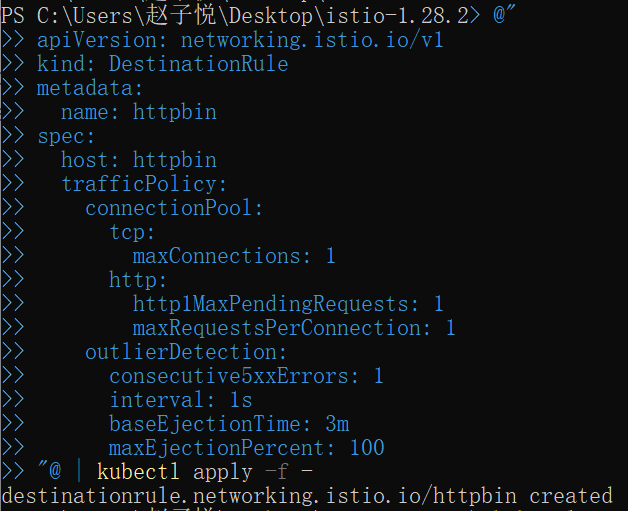 PS C:\Users\赵子悦\Desktop\istio-1.28.2> @"
>> apiVersion: networking.istio.io/v1
>> kind: DestinationRule
>> metadata:
>>   name: httpbin
>> spec:
>>   host: httpbin
>>   trafficPolicy:
>>     connectionPool:
>>       tcp:
>>         maxConnections: 1
>>       http:
>>         http1MaxPendingRequests: 1
>>         maxRequestsPerConnection: 1
>>     outlierDetection:
>>       consecutive5xxErrors: 1
>>       interval: 1s
>>       baseEjectionTime: 3m
>>       maxEjectionPercent: 100
>> "@ | kubectl apply -f -
destinationrule.networking.istio.io/httpbin created